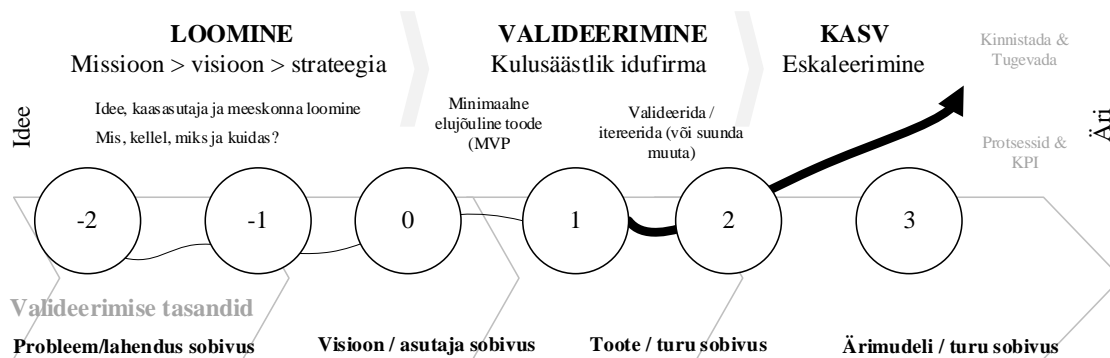 LOOMINE
Missioon > visioon > strateegia
VALIDEERIMINE
Kulusäästlik idufirma
KASV
Eskaleerimine
Kinnistada &
Tugevada
Idee
Idee, kaasasutaja ja meeskonna loomine
Mis, kellel, miks ja kuidas?
Minimaalne
elujõuline toode
(MVP
Valideerida /
itereerida (või suunda
muuta)
Protsessid &
KPI
Äri
-2
-1
0
1
2
3
Valideerimise tasandid
Probleem/lahendus sobivus
Visioon / asutaja sobivus
Toote / turu sobivus
Ärimudeli / turu sobivus